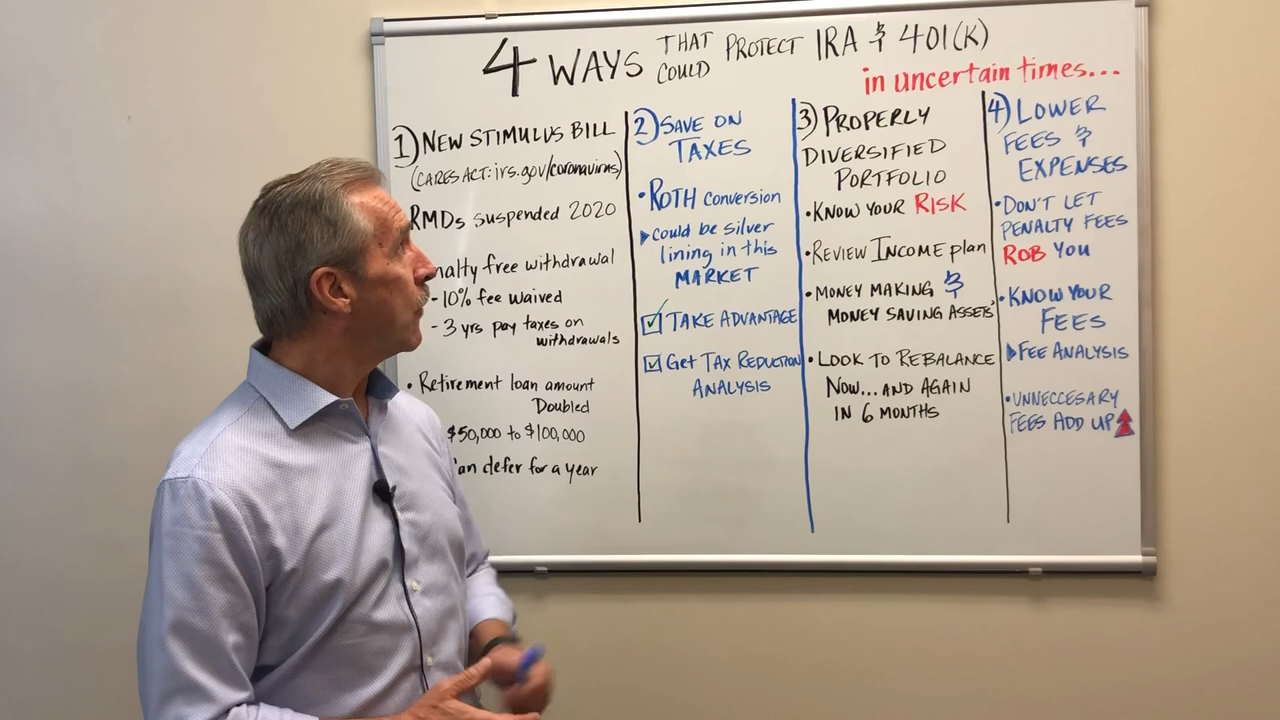 4 WAYS THAT COULD PROTECT IRA & 401(K)
in uncertain times...
1) NEW STIMULUS BILL
(CARES ACT: irs.gov/coronavirus)
RMDs suspended 2020
free withdrawal
- 10% fee waived
- 3 yrs pay taxes on
withdrawals
• Retirement loan amount
Doubled
$50,000 to $100,000
defer for a year
2) SAVE ON
TAXES
• ROTH conversion
▶ could be silver
lining in this
MARKET
☑ TAKE ADVANTAGE
☑ Get TAX REDUCTION
ANALYSIS
3) PROPERLY
DIVERSIFIED
PORTFOLIO
• KNOW YOUR RISK
• REVIEW INCOME plan
• MONEY MAKING &
MONEY SAVING ASSETS'
• LOOK TO REBALANCE
NOW... AND AGAIN
IN 6 MONTHS
4) LOWER
FEES &
EXPENSES
• DON'T LET
PENALTY FEES
ROB YOU
• KNOW YOUR
FEES
▶ FEE ANALYSIS
• UNNECCESARY
FEES ADD UP